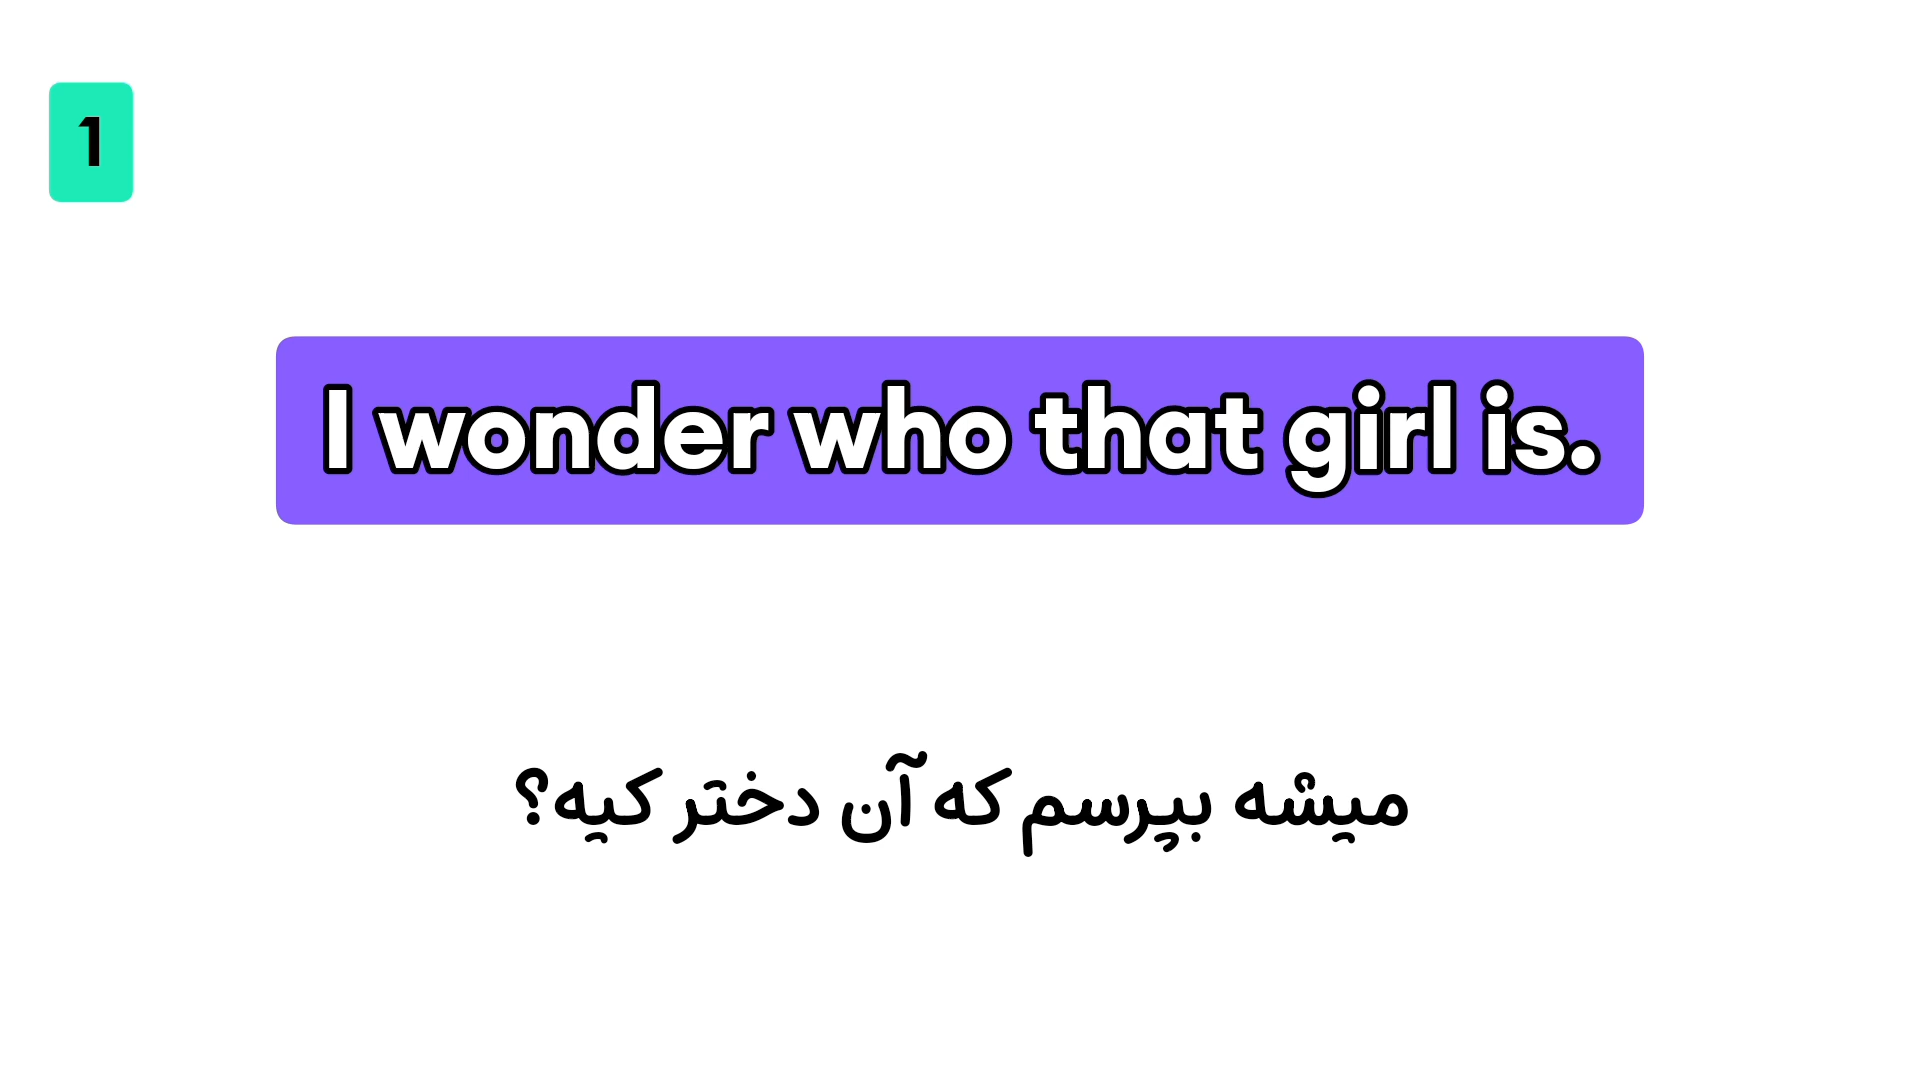 1
I wonder who that girl is.
میشه بپرسم که آن دختر کیه؟